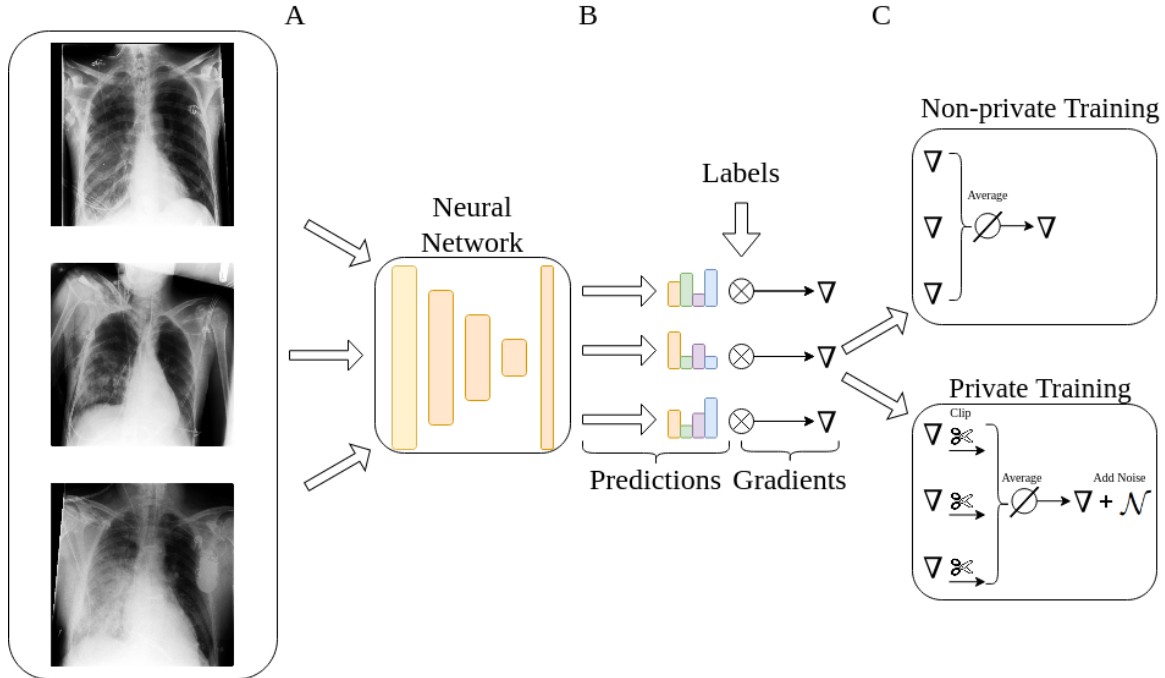 A
B
C
Non-private Training
Labels
Neural
Network
Average
∇
∇
∇
∇
∇
∇
∇
Predictions
Gradients
Private Training
Clip
∇
∇
∇
Average
Add Noise
∇ + 𝒩